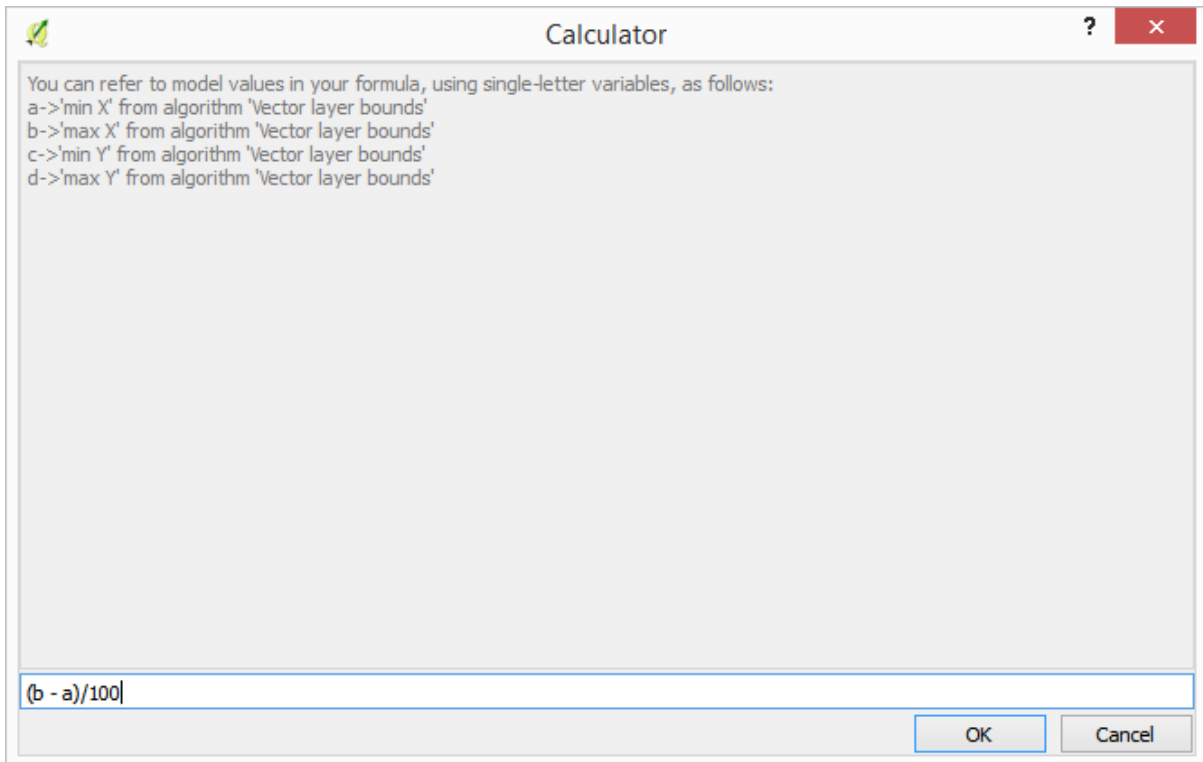 Calculator
?
You can refer to model values in your formula, using single-letter variables, as follows:
a->'min X' from algorithm 'Vector layer bounds'
b->'max X' from algorithm 'Vector layer bounds'
c->'min Y' from algorithm 'Vector layer bounds'
d->'max Y' from algorithm 'Vector layer bounds'
(b - a)/100
OK
Cancel